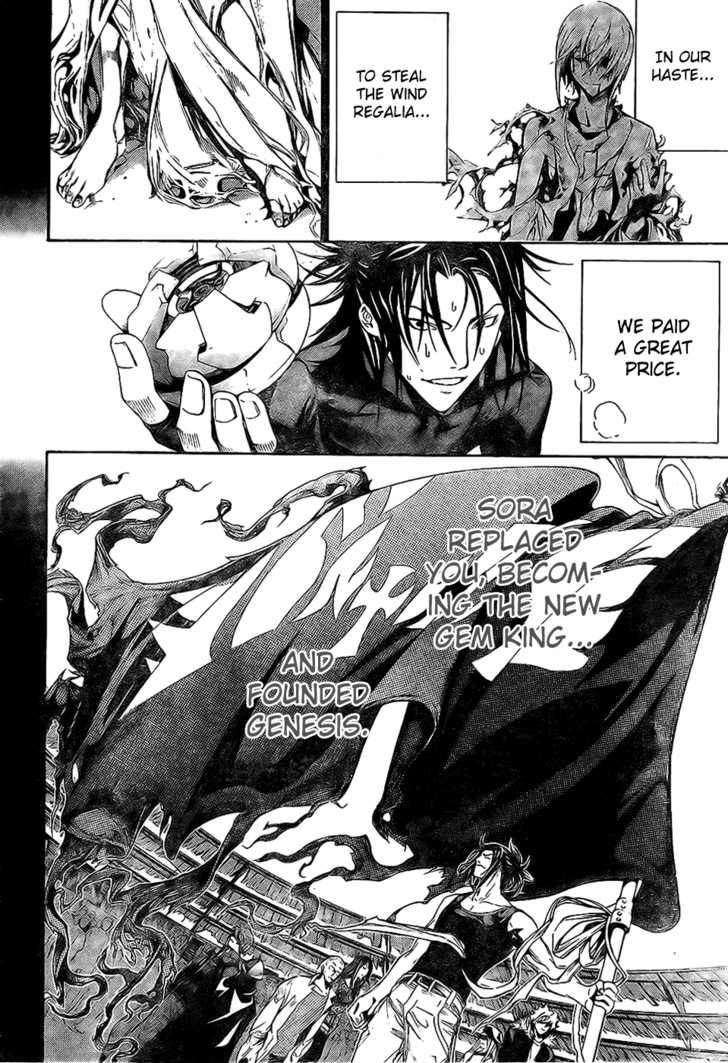 IN OUR
HASTE...
TO STEAL
THE WIND
REGALIA...
WE PAID
A GREAT
PRICE.
SORA
REPLACED
YOU, BECOM-
ING THE NEW
GEM KING...
AND
FOUNDED
GENESIS.